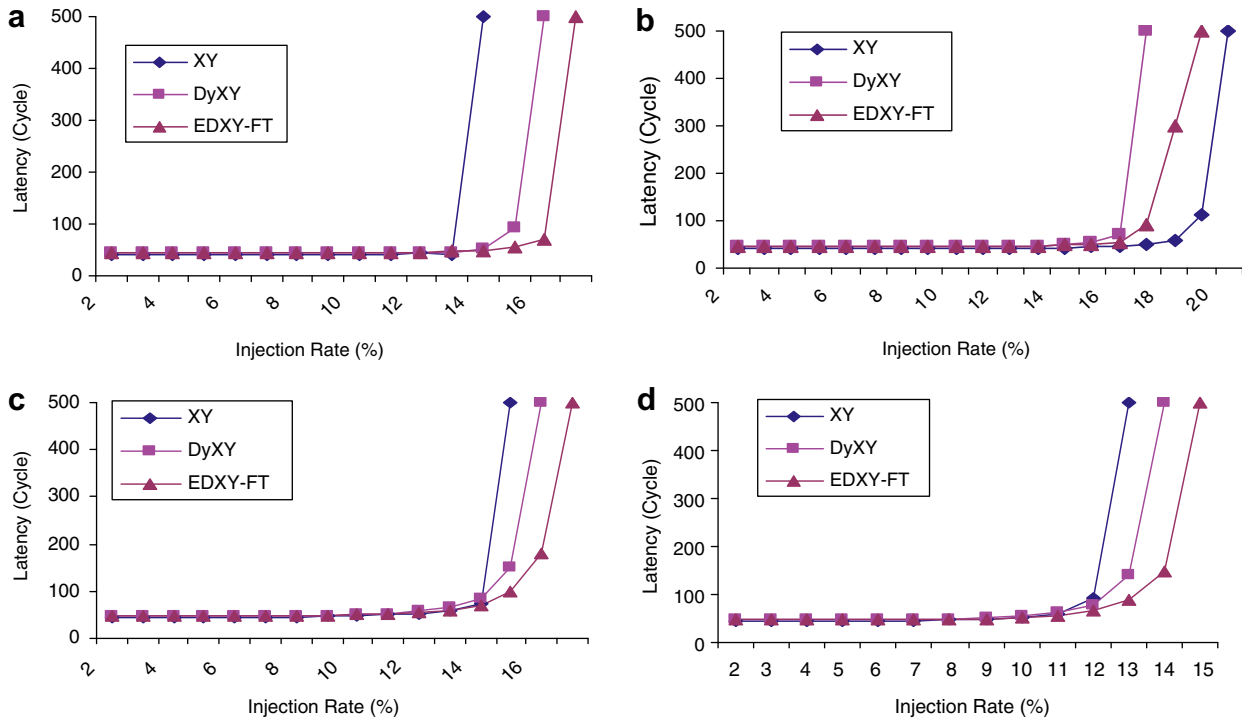 a
500
400
300
200
100
0
Latency (Cycle)
XY
DyXY
EDXY-FT
2
4
6
8
10
12
14
16
Injection Rate (%)
b
500
400
300
200
100
0
Latency (Cycle)
XY
DyXY
EDXY-FT
2
4
6
8
10
12
14
16
18
20
Injection Rate (%)
c
500
400
300
200
100
0
Latency (Cycle)
XY
DyXY
EDXY-FT
2
4
6
8
10
12
14
16
Injection Rate (%)
d
500
400
300
200
100
0
Latency (Cycle)
XY
DyXY
EDXY-FT
2 3 4 5 6 7 8 9 10 11 12 13 14 15
Injection Rate (%)